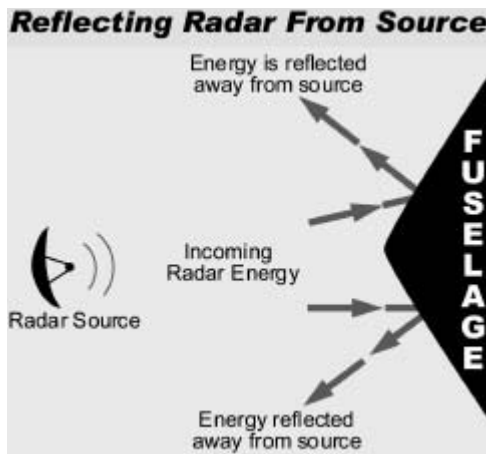 Reflecting Radar From Source
Energy is reflected
away from source
Incoming
Radar Energy
Radar Source
FUSELAGE
Energy reflected
away from source